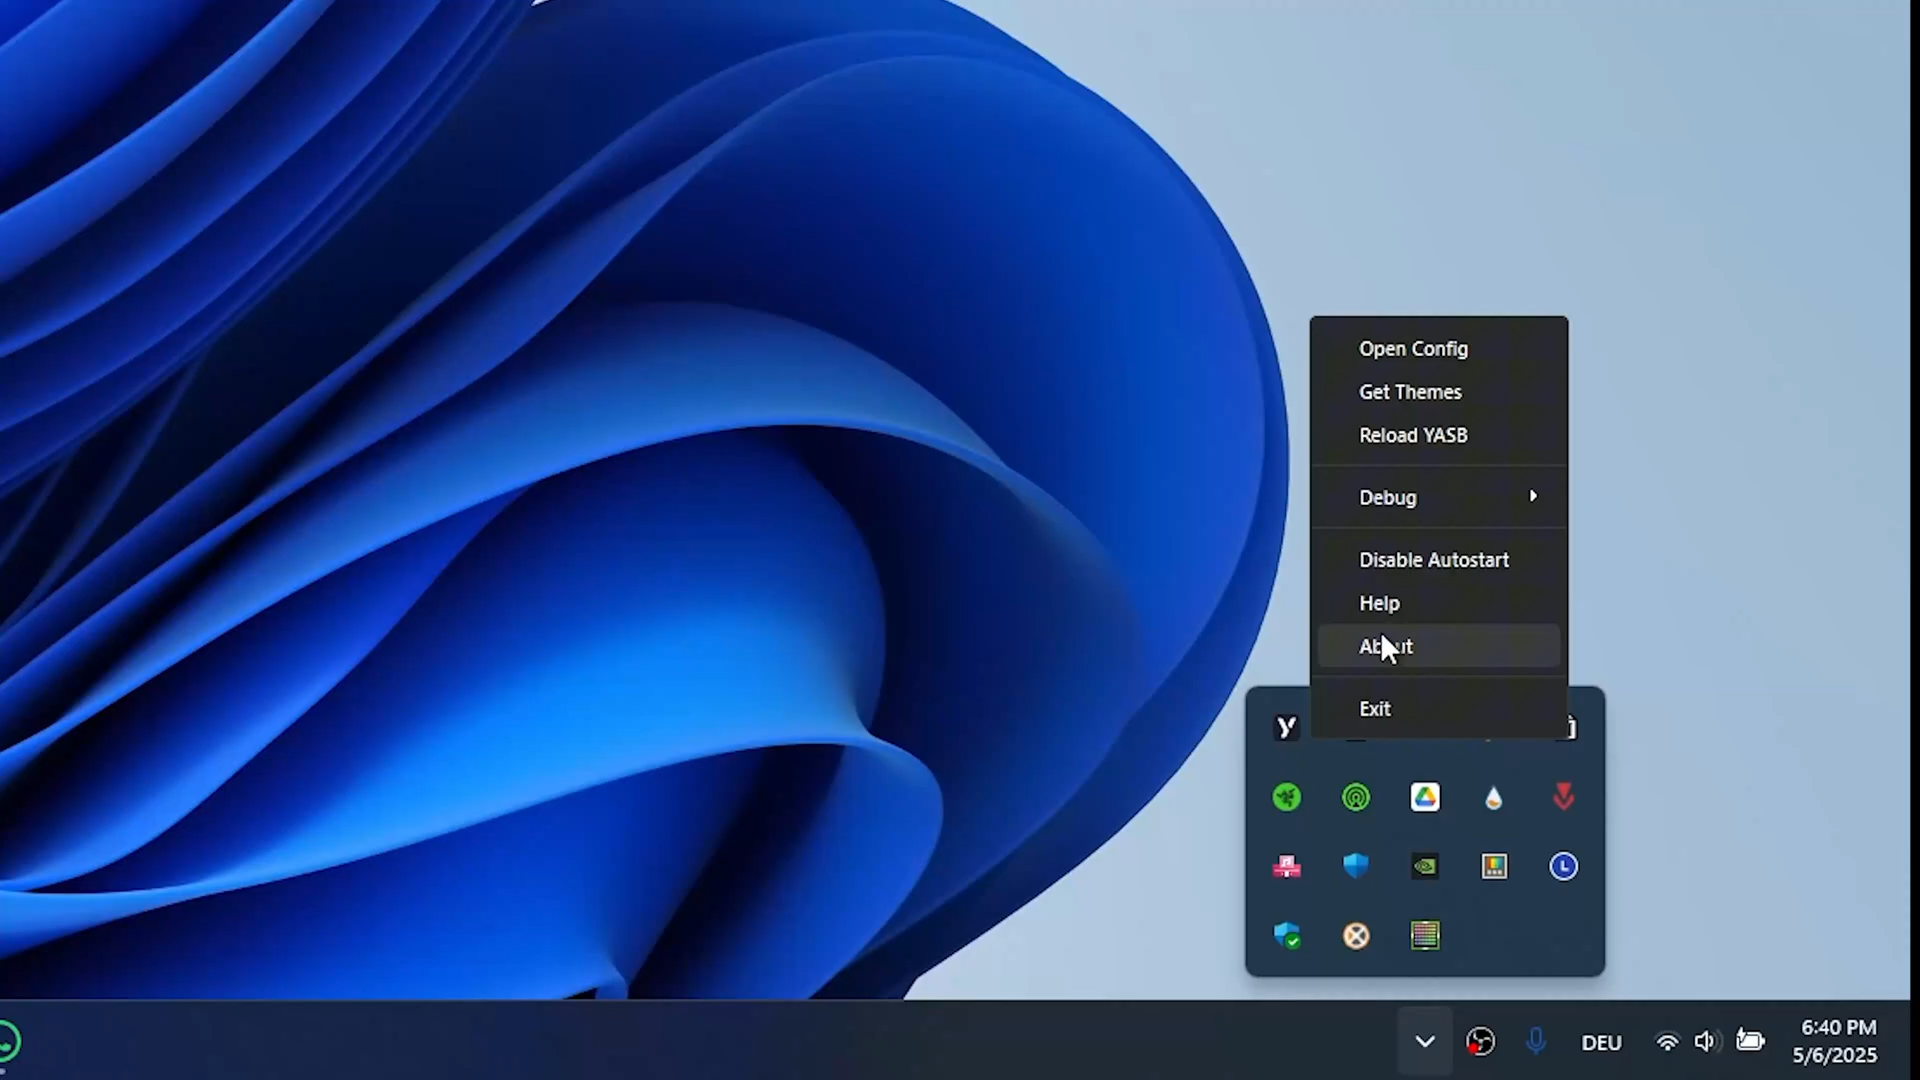 Open Config
Get Themes
Reload YASB
Debug
Disable Autostart
Help
About
Exit
y
L
DEU
6:40 PM
5/6/2025